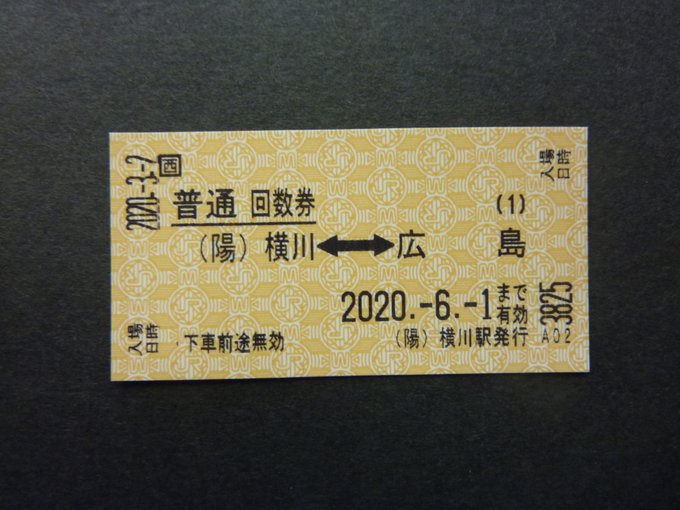 2020.-3.-2 西
普通 回数券 (1)
(陽) 横川 ↔ 広島
2020.-6.-1 まで有効
・下車前途無効 (陽) 横川駅発行
入場日時
入場日時
3825
A02